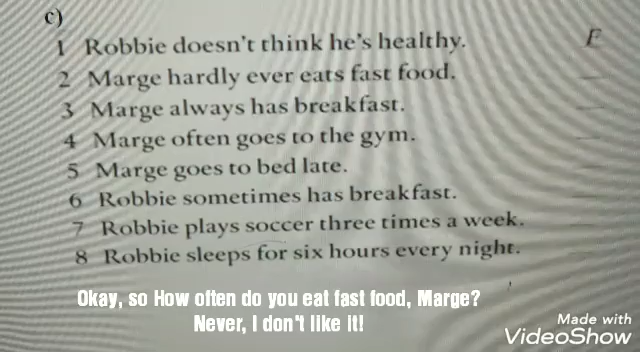 c)
1 Robbie doesn't think he's healthy. F
2 Marge hardly ever eats fast food.
3 Marge always has breakfast.
4 Marge often goes to the gym.
5 Marge goes to bed late.
6 Robbie sometimes has breakfast.
7 Robbie plays soccer three times a week.
8 Robbie sleeps for six hours every night.
Okay, so How often do you eat fast food, Marge?
Never, I don't like it!
Made with
VideoShow